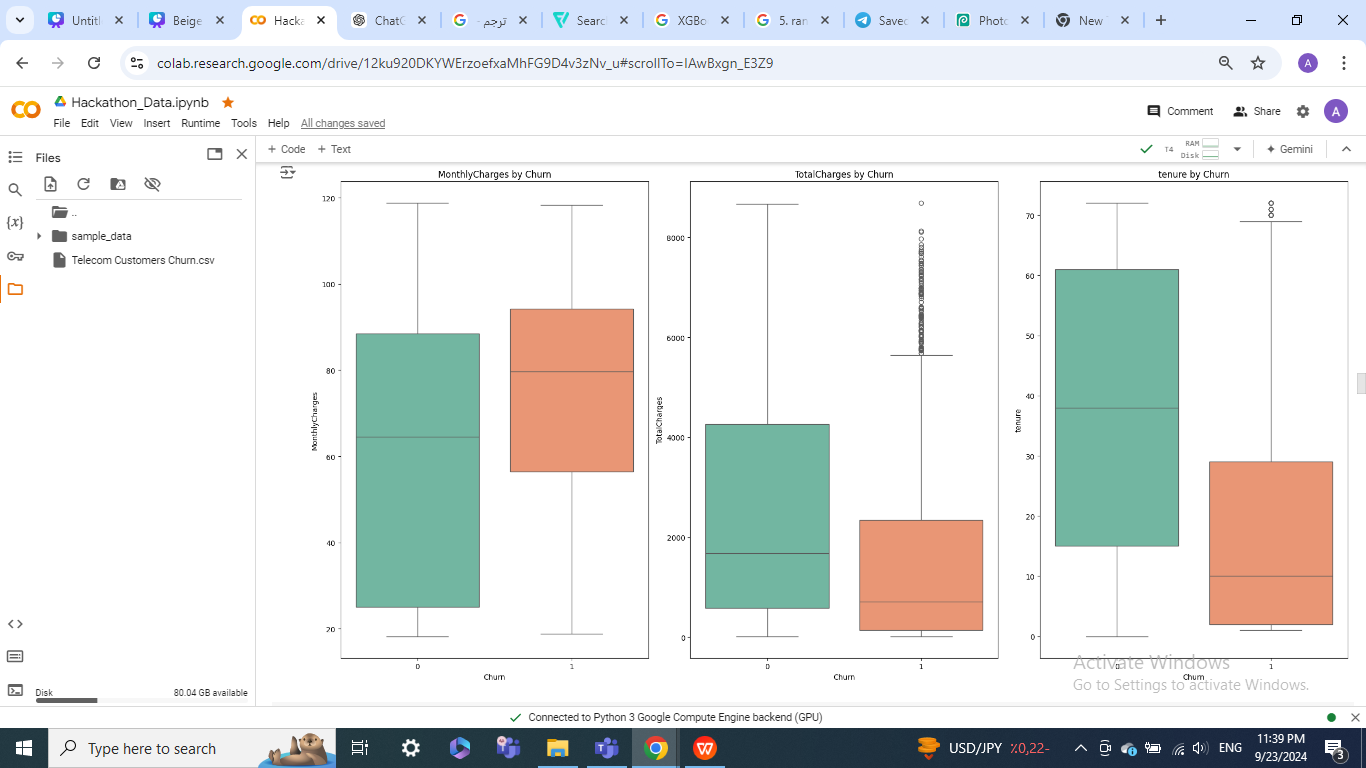 Untitl
Beige
Hacka
ChatG
ترجم -
Searc
XGBo
5. ran
Saved
Photo
New
colab.research.google.com/drive/12ku920DKYWErzoefxaMhFG9D4v3zNv_u#scrollTo=IAwBxgn_E3Z9
A
CO
Hackathon_Data.ipynb
File Edit View Insert Runtime Tools Help All changes saved
Comment Share A
Files
+ Code + Text
T4 RAM
Disk
Gemini
{x}
..
sample_data
Telecom Customers Churn.csv
MonthlyCharges by Churn
120
100
80
60
40
20
MonthlyCharges
0 1
Churn
TotalCharges by Churn
8000
6000
4000
2000
0
TotalCharges
0 1
Churn
tenure by Churn
70
60
50
40
30
20
10
0
tenure
0 1
Churn
Activate Windows
Go to Settings to activate Windows.
Disk 80.04 GB available
Connected to Python 3 Google Compute Engine backend (GPU)
Type here to search
USD/JPY ٪0,22-
ENG
11:39 PM
9/23/2024
3